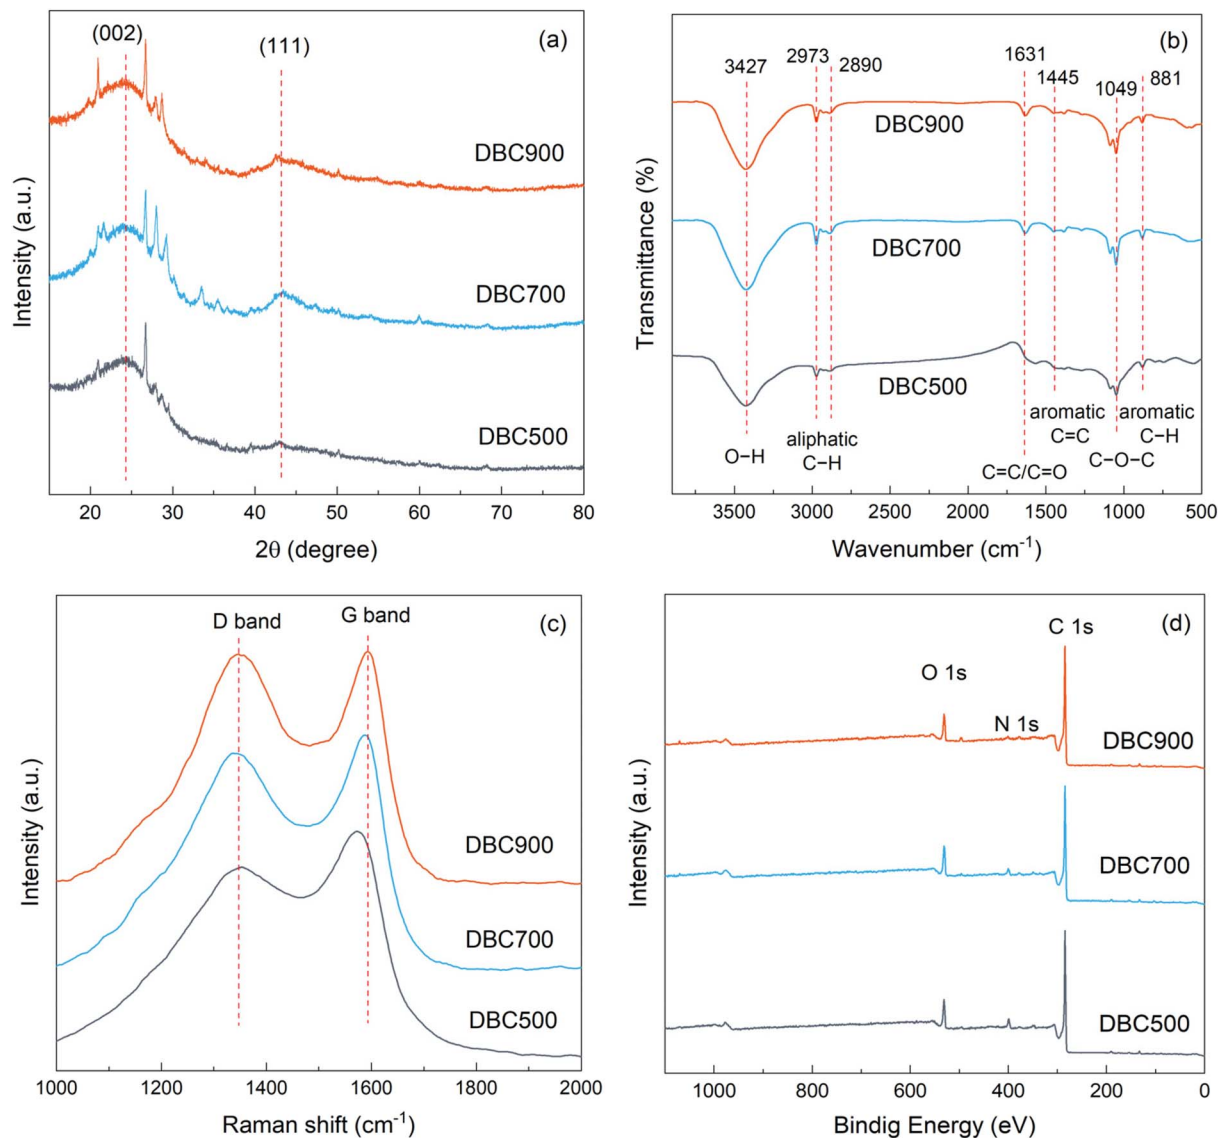 (002)
(111)
(a)
DBC900
DBC700
DBC500
Intensity (a.u.)
20 30 40 50 60 70 80
2θ (degree)
3427
2973
2890
1631
1445
1049
881
(b)
DBC900
DBC700
DBC500
O−H
aliphatic
C−H
C=C/C=O
aromatic
C=C
C−O−C
aromatic
C−H
Transmittance (%)
3500 3000 2500 2000 1500 1000 500
Wavenumber (cm⁻¹)
D band
G band
(c)
DBC900
DBC700
DBC500
Intensity (a.u.)
1000 1200 1400 1600 1800 2000
Raman shift (cm⁻¹)
C 1s
(d)
O 1s
N 1s
DBC900
DBC700
DBC500
Intensity (a.u.)
1000 800 600 400 200 0
Bindig Energy (eV)